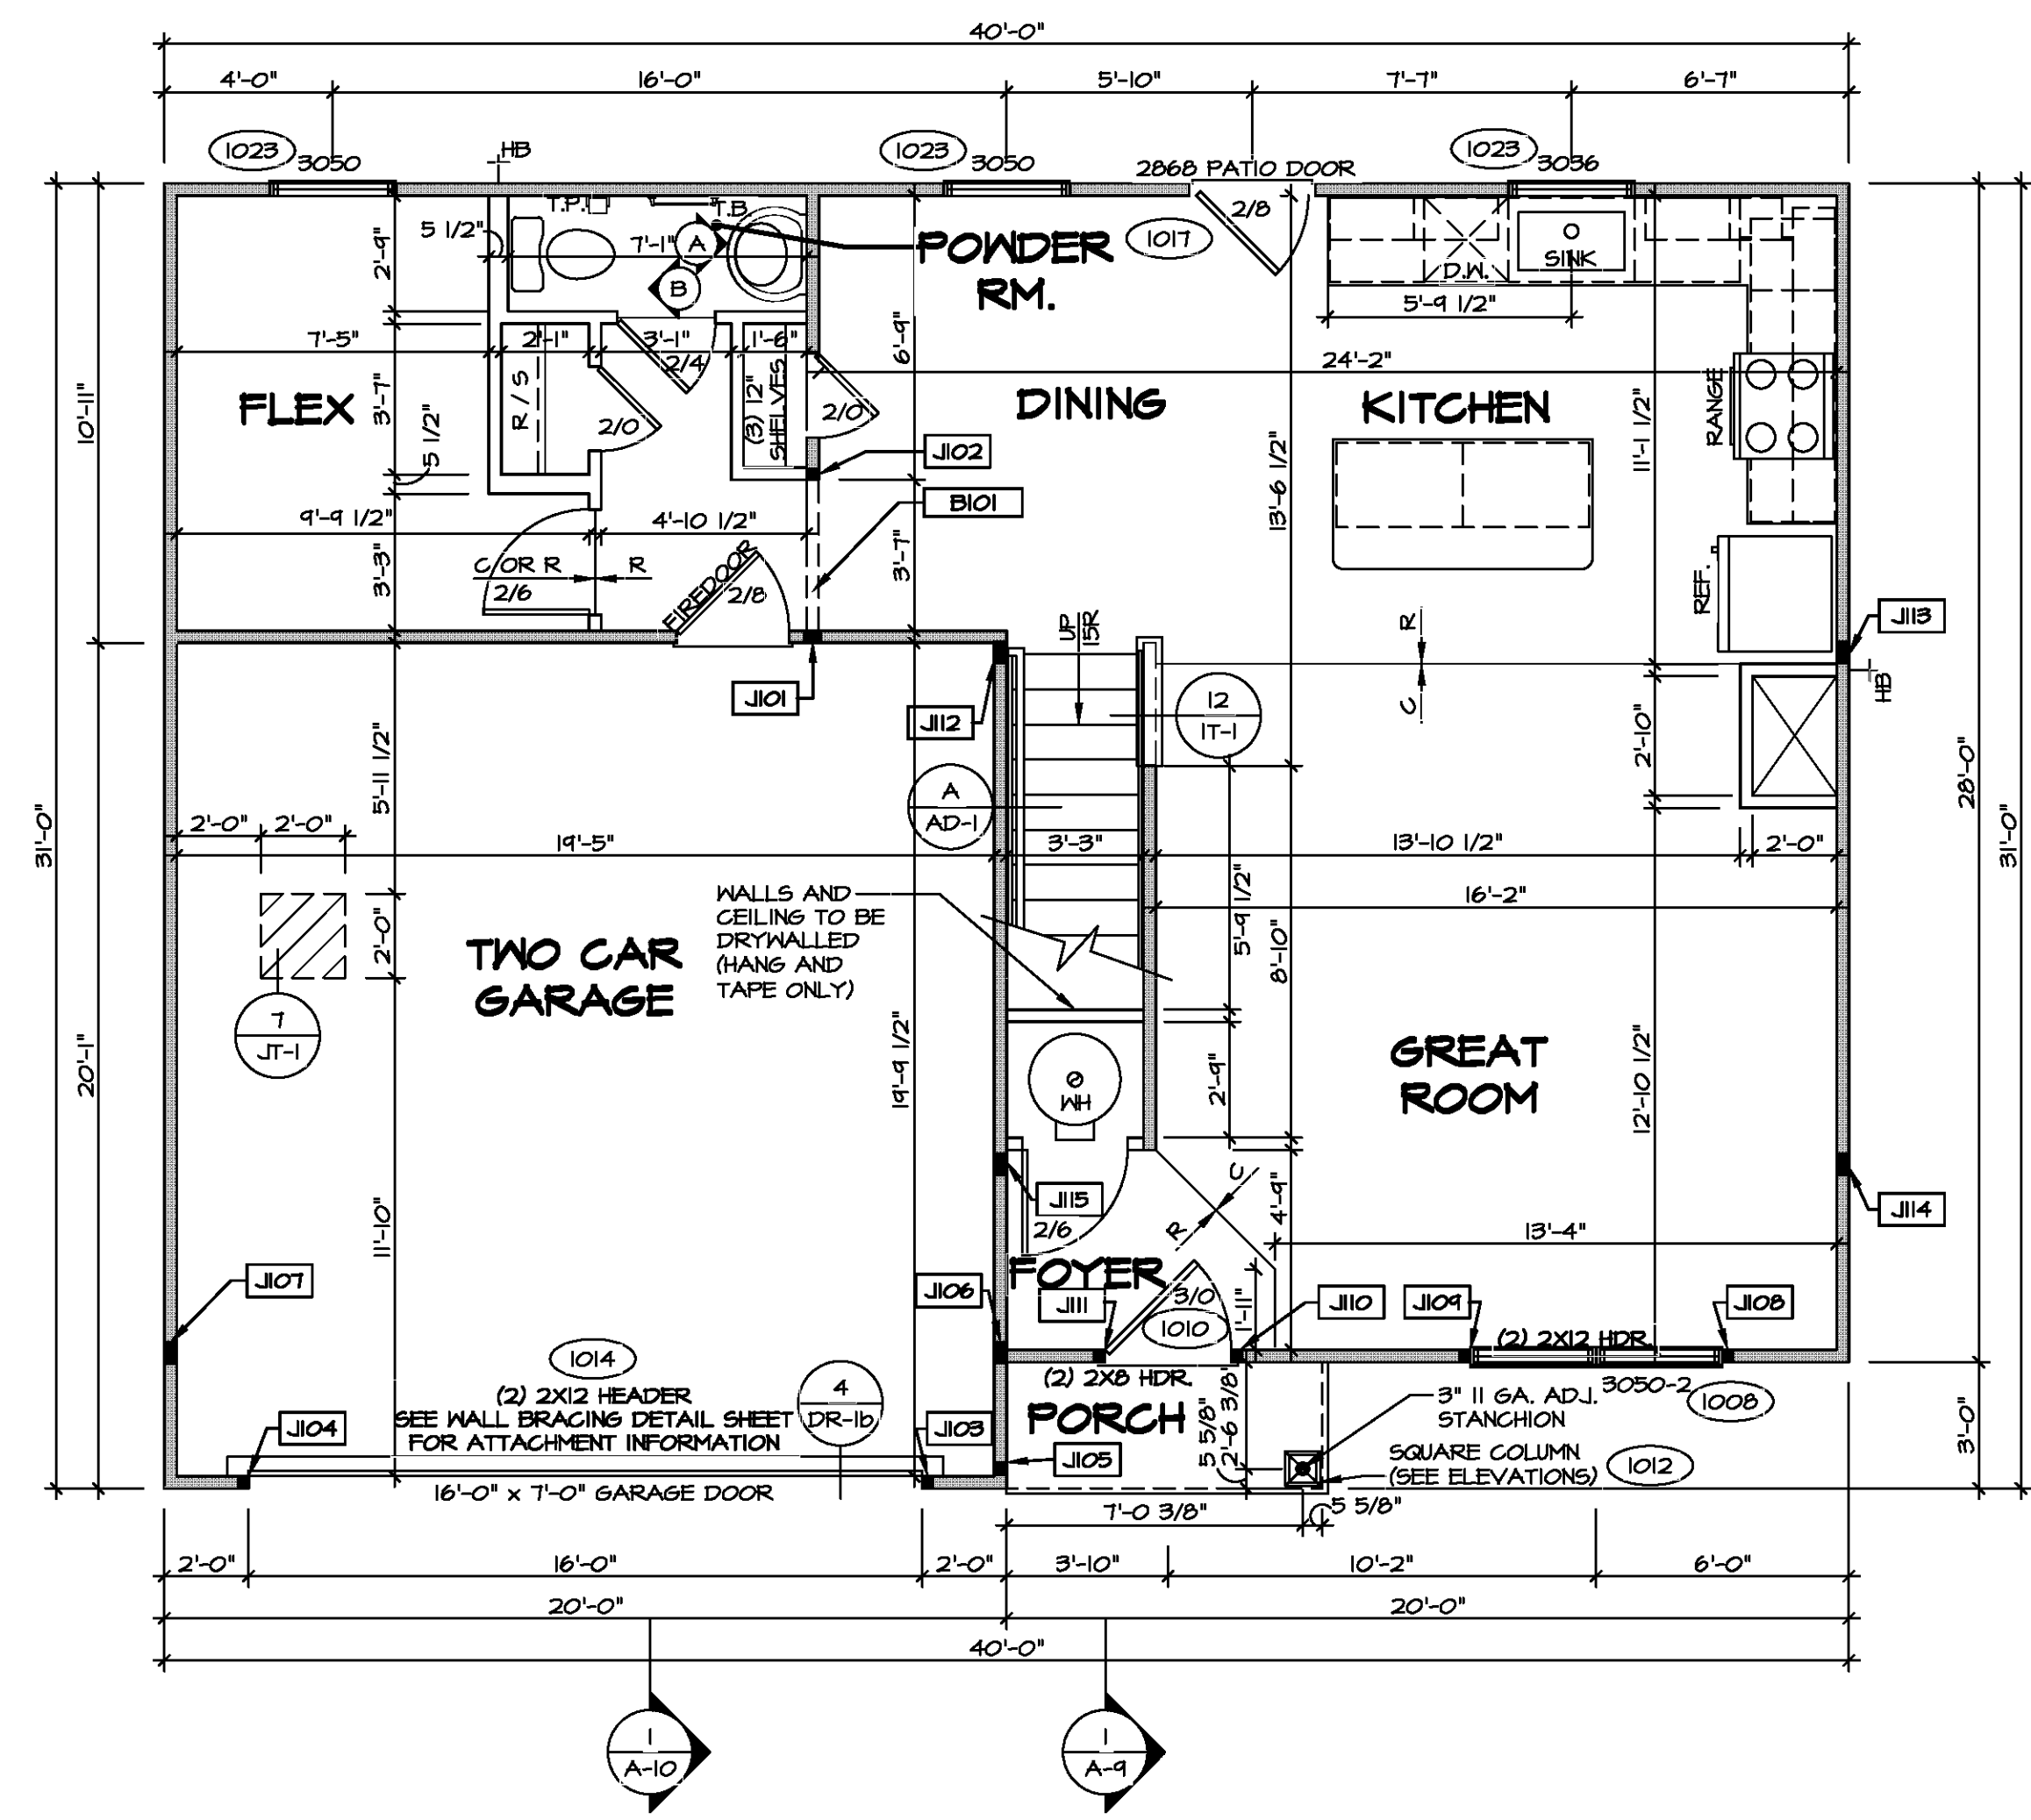 40'-0"
4'-0" 16'-0" 5'-10" 7'-7" 6'-7"
1023 3050 HB 1023 3050 2868 PATIO DOOR 1023 3036
T.P. T.B. 2/8
5 1/2" 2'-9" 7'-1" A POWDER 1017 SINK
RM. D.W.
B 5'-9 1/2"
7'-5" 2'-1" 3'-1" 1'-6" 6'-9" 24'-2"
2/4
FLEX 3'-7" R / S 2/0 (3) 12" 2/0 DINING KITCHEN 11'-1 1/2" RANGE
SHELVES
10'-11" 5 1/2" J102 13'-6 1/2"
B101
9'-9 1/2" 4'-10 1/2"
3'-3" C OR R R FIREDOOR 2/8 3'-7" REF.
2/6
UP R J113
15R
J101 J112 12 C HB
1T-1
5'-11 1/2" 2'-10" 28'-0"
A
AD-1
31'-0" 2'-0" 2'-0" 31'-0"
19'-5" 3'-3" 13'-10 1/2" 2'-0"
WALLS AND 16'-2"
CEILING TO BE
DRYWALLED
(HANG AND
TAPE ONLY)
2'-0" TWO CAR 5'-9 1/2" 8'-10"
GARAGE
7
JT-1
20'-1" 19'-9 1/2" WH 2'-9" GREAT 12'-10 1/2"
ROOM
11'-10" J115 C J114
2/6 R 4'-9" 13'-4"
FOYER
J107 J106 J111 3/0 1'-11" J110 J109 J108
1010
1014 (2) 2X12 HDR.
(2) 2X12 HEADER 4 (2) 2X8 HDR. 3050-2 1008
SEE WALL BRACING DETAIL SHEET DR-1b
FOR ATTACHMENT INFORMATION
J104 J103 PORCH 5 5/8" 2'-6 3/8" 3" 11 GA. ADJ.
STANCHION
J105 SQUARE COLUMN 1012 3'-0"
(SEE ELEVATIONS)
16'-0" x 7'-0" GARAGE DOOR
7'-0 3/8" 5 5/8"
2'-0" 16'-0" 2'-0" 3'-10" 10'-2" 6'-0"
20'-0" 20'-0"
40'-0"
1 1
A-10 A-9